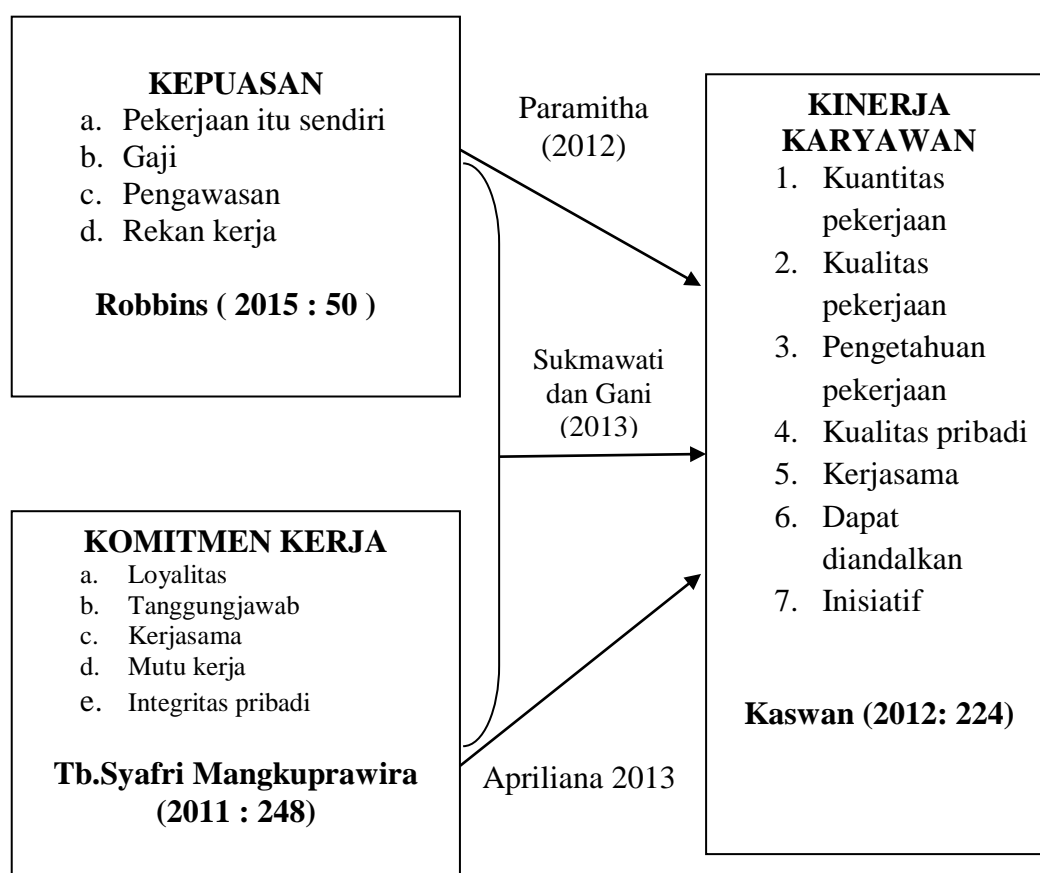 KEPUASAN
a. Pekerjaan itu sendiri
b. Gaji
c. Pengawasan
d. Rekan kerja
Robbins ( 2015 : 50 )
Paramitha
(2012)
Sukmawati
dan Gani
(2013)
KOMITMEN KERJA
a. Loyalitas
b. Tanggungjawab
c. Kerjasama
d. Mutu kerja
e. Integritas pribadi
Tb.Syafri Mangkuprawira
(2011 : 248)
Apriliana 2013
KINERJA
KARYAWAN
1. Kuantitas
pekerjaan
2. Kualitas
pekerjaan
3. Pengetahuan
pekerjaan
4. Kualitas pribadi
5. Kerjasama
6. Dapat
diandalkan
7. Inisiatif
Kaswan (2012: 224)